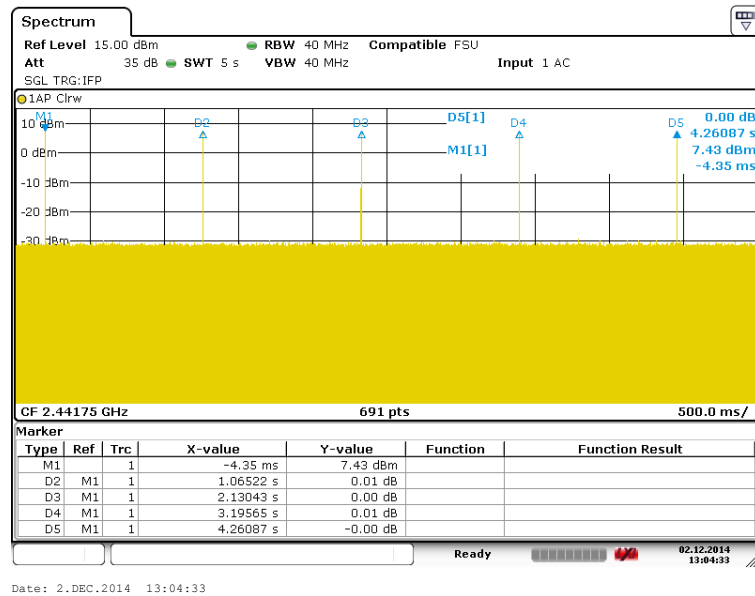 Spectrum
Ref Level 15.00 dBm RBW 40 MHz Compatible FSU
Att 35 dB SWT 5 s VBW 40 MHz Input 1 AC
SGL TRG:IFP
1AP Clrw
M1 D2 D3 D4 D5
D5[1] 0.00 dB
4.26087 s
M1[1] 7.43 dBm
-4.35 ms
10 dBm
0 dBm
-10 dBm
-20 dBm
-30 dBm
CF 2.44175 GHz 691 pts 500.0 ms/
Marker
Type Ref Trc X-value Y-value Function Function Result
M1 1 -4.35 ms 7.43 dBm
D2 M1 1 1.06522 s 0.01 dB
D3 M1 1 2.13043 s 0.00 dB
D4 M1 1 3.19565 s 0.01 dB
D5 M1 1 4.26087 s -0.00 dB
Ready 02.12.2014
13:04:33
Date: 2.DEC.2014 13:04:33